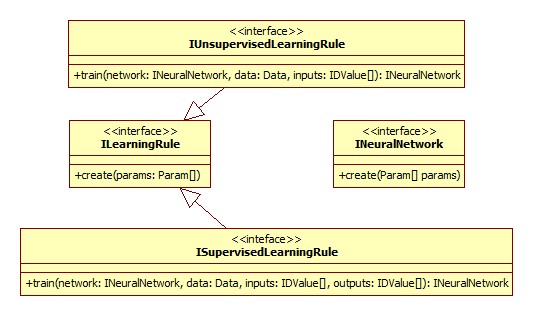 <<interface>>
IUnsupervisedLearningRule
+train(network: INeuralNetwork, data: Data, inputs: IDValue[]): INeuralNetwork
<<interface>>
ILearningRule
+create(params: Param[])
<<interface>>
INeuralNetwork
+create(Param[] params)
<<inteface>>
ISupervisedLearningRule
+train(network: INeuralNetwork, data: Data, inputs: IDValue[], outputs: IDValue[]): INeuralNetwork